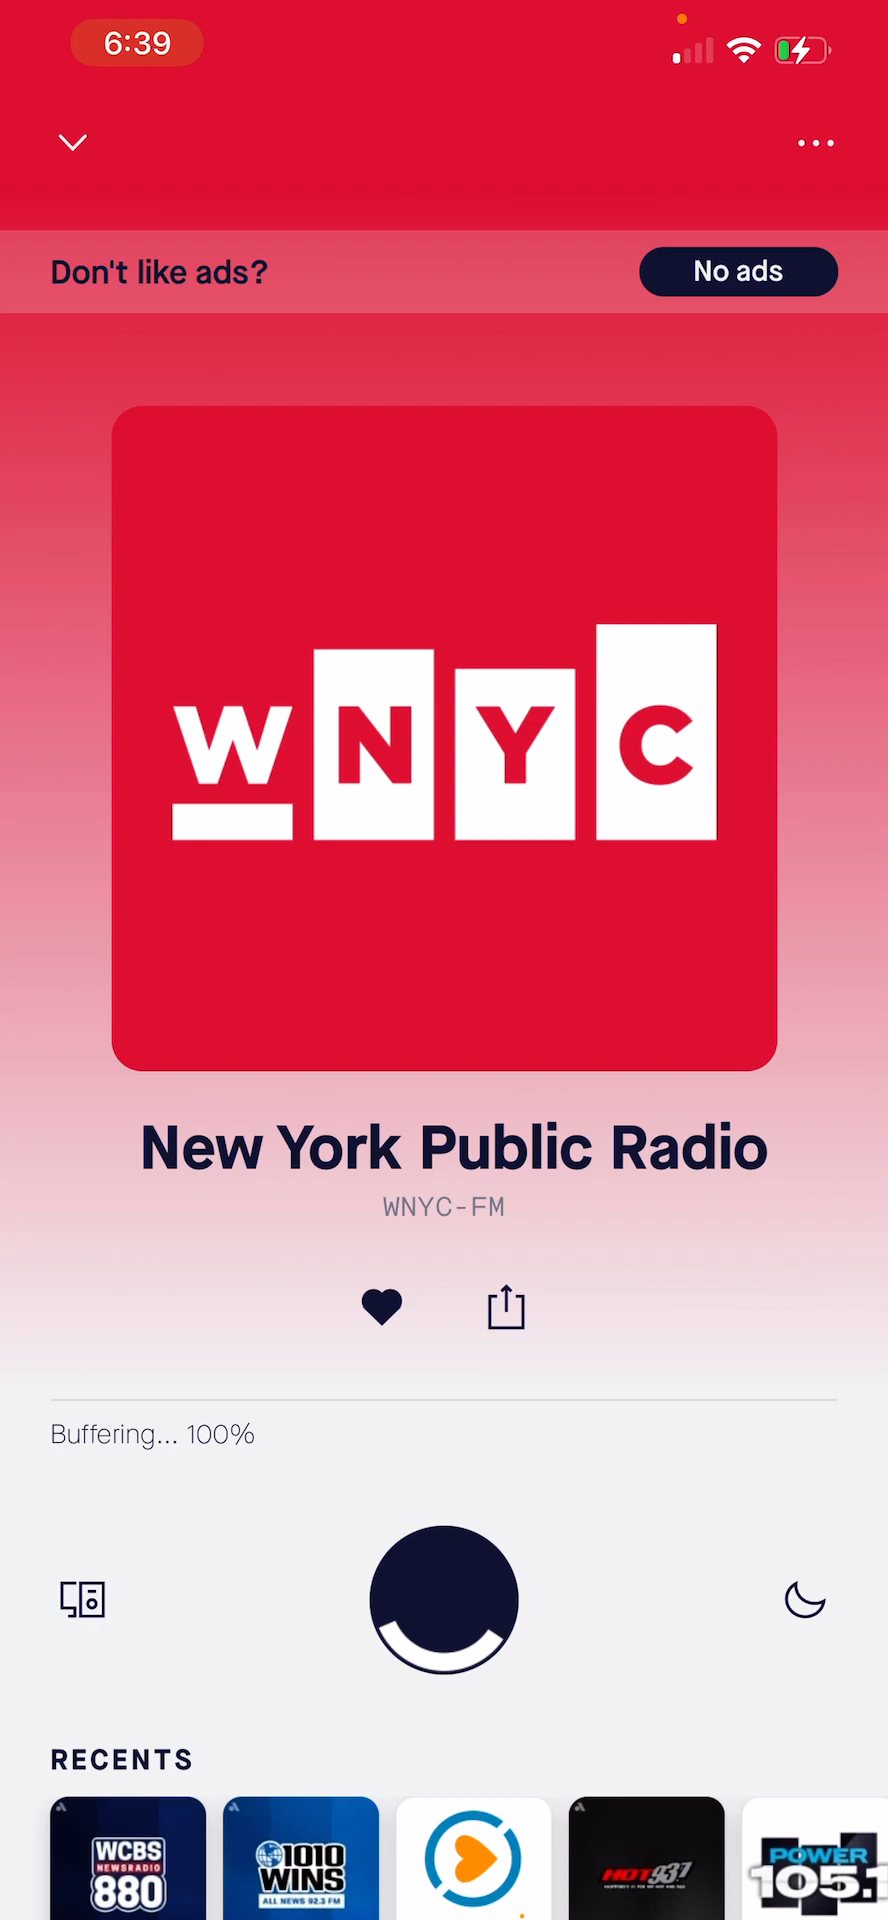 6:39
Don't like ads?
No ads
WNYC
New York Public Radio
WNYC-FM
Buffering... 100%
RECENTS
WCBS
NEWSRADIO
880
1010
WINS
ALL NEWS 92.3 FM
HOT 93.7
POWER
105.1